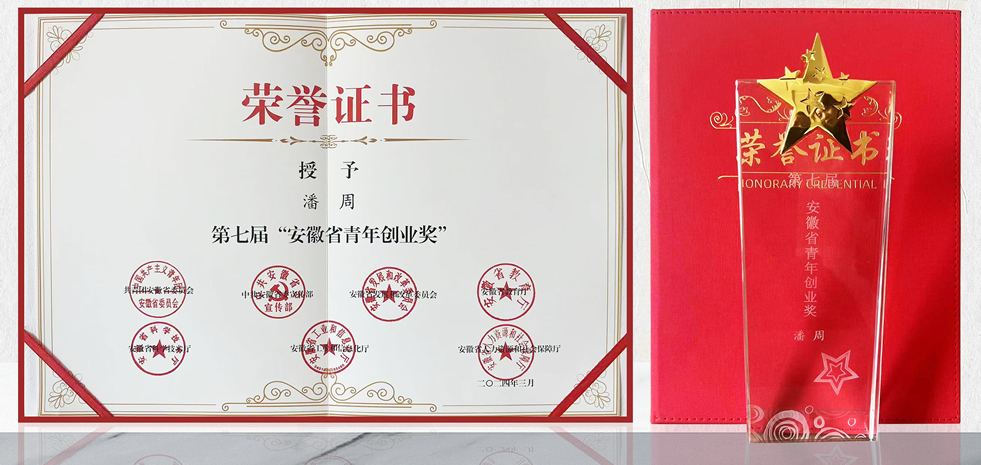 荣誉证书
授 予
潘 周
第七届“安徽省青年创业奖”
共青团安徽省委员会
中共安徽省委宣传部
安徽省发展和改革委员会
安徽省教育厅
安徽省科学技术厅
安徽省工业和信息化厅
安徽省人力资源和社会保障厅
二〇二四年三月
荣誉证书
HONORARY CREDENTIAL
第七届
安徽省青年创业奖
潘 周